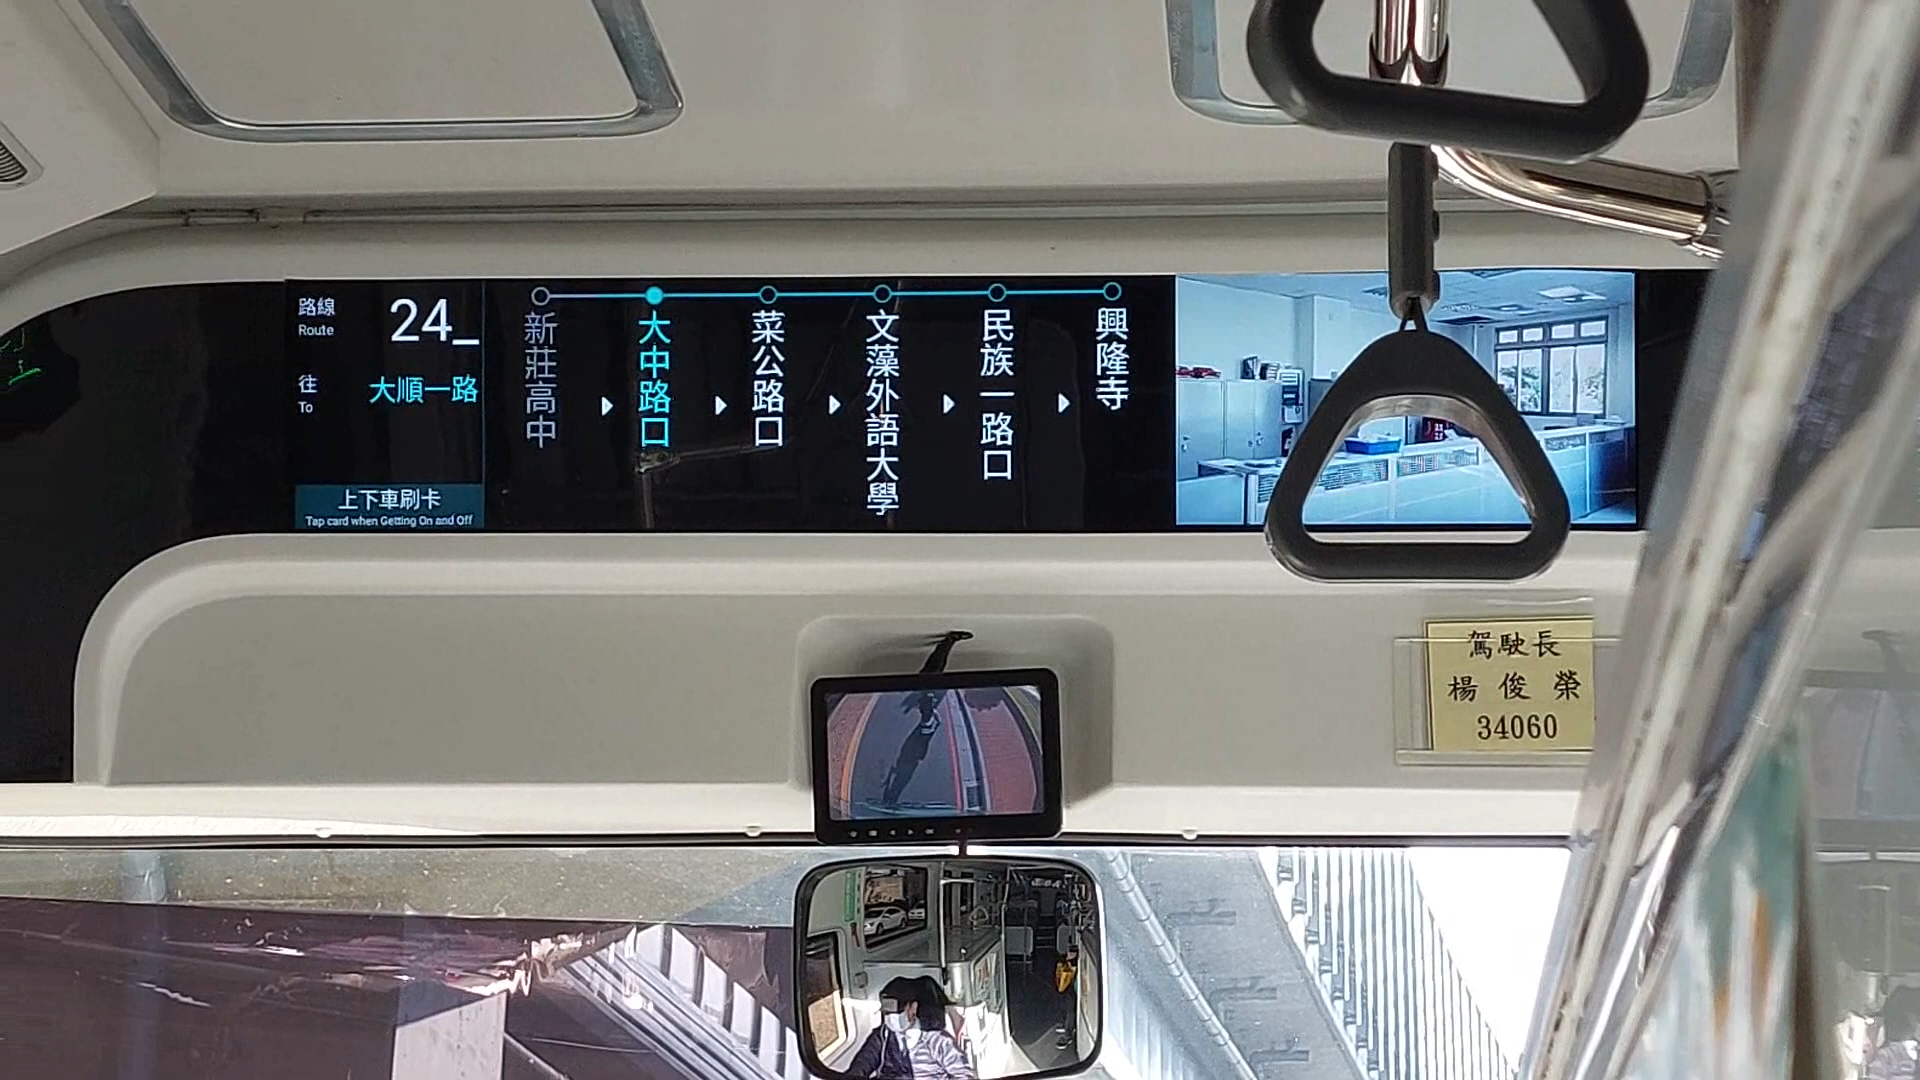 路線
Route
24_
往
To
大順一路
上下車刷卡
Tap card when Getting On and Off
新莊高中
大中路口
菜公路口
文藻外語大學
民族一路口
興隆寺
駕駛長
楊俊榮
34060